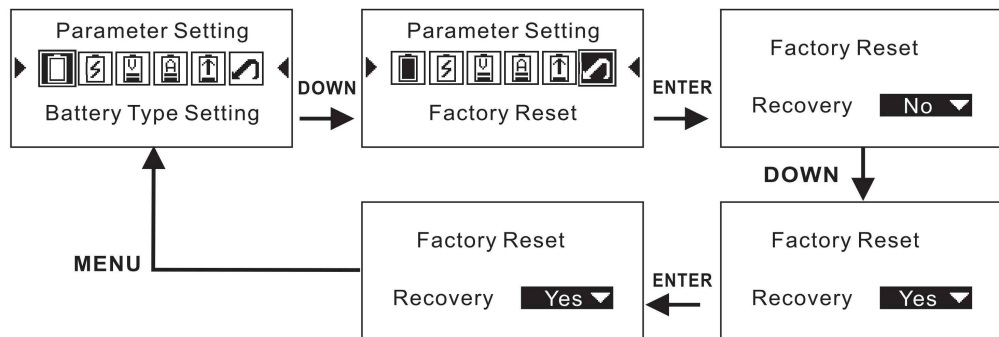 Parameter Setting
Battery Type Setting
DOWN
Parameter Setting
Factory Reset
ENTER
Factory Reset
Recovery No
DOWN
Factory Reset
Recovery Yes
ENTER
Factory Reset
Recovery Yes
MENU